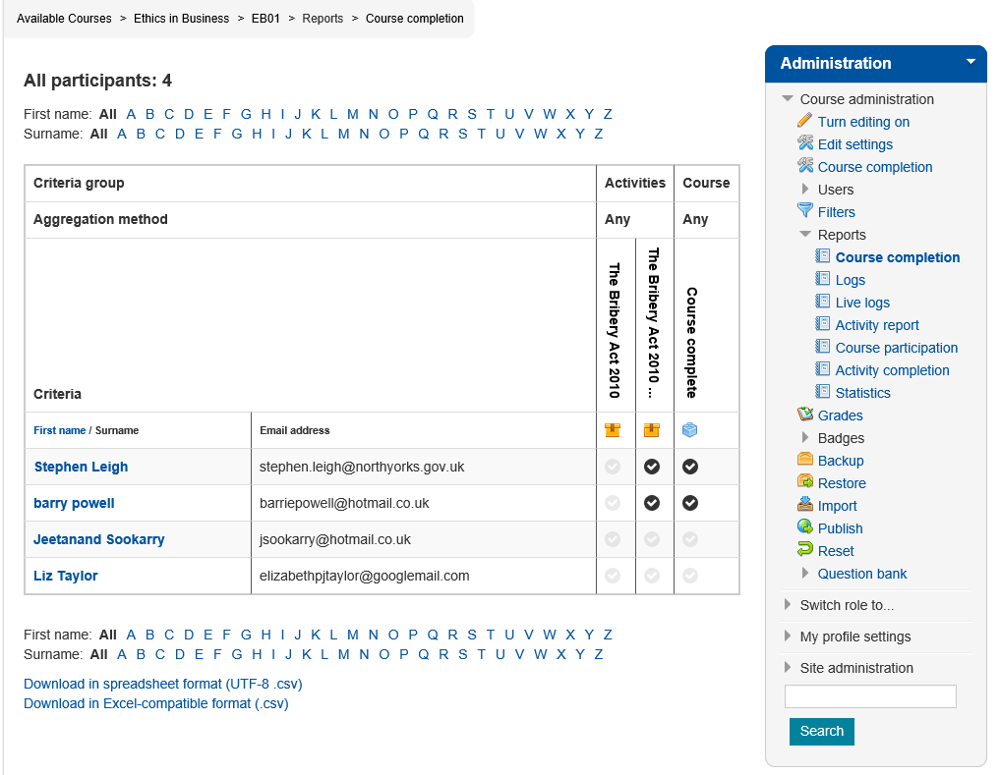 Available Courses > Ethics in Business > EB01 > Reports > Course completion
All participants: 4
First name: All A B C D E F G H I J K L M N O P Q R S T U V W X Y Z
Surname: All A B C D E F G H I J K L M N O P Q R S T U V W X Y Z
Criteria group Activities Course
Aggregation method Any Any
Criteria
The Bribery Act 2010
The Bribery Act 2010 ...
Course complete
First name / Surname Email address
Stephen Leigh stephen.leigh@northyorks.gov.uk
barry powell barriepowell@hotmail.co.uk
Jeetanand Sookarry jsookarry@hotmail.co.uk
Liz Taylor elizabethpjtaylor@googlemail.com
First name: All A B C D E F G H I J K L M N O P Q R S T U V W X Y Z
Surname: All A B C D E F G H I J K L M N O P Q R S T U V W X Y Z
Download in spreadsheet format (UTF-8 .csv)
Download in Excel-compatible format (.csv)
Administration
Course administration
Turn editing on
Edit settings
Course completion
Users
Filters
Reports
Course completion
Logs
Live logs
Activity report
Course participation
Activity completion
Statistics
Grades
Badges
Backup
Restore
Import
Publish
Reset
Question bank
Switch role to...
My profile settings
Site administration
Search